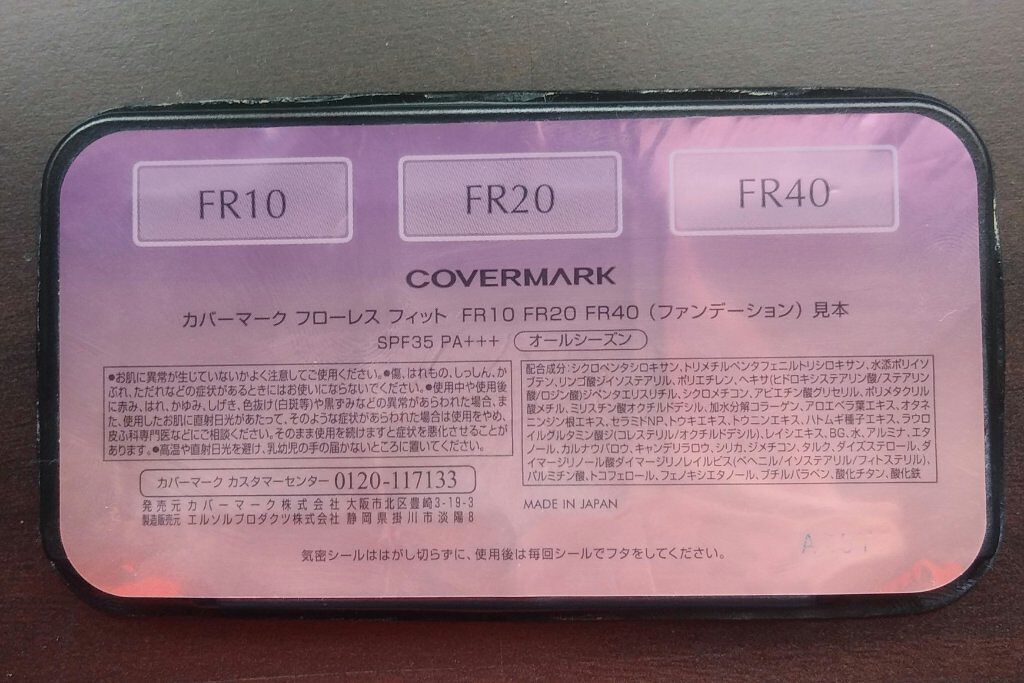 FR10 FR20 FR40
COVERMARK
カバーマーク フローレス フィット FR10 FR20 FR40 (ファンデーション) 見本
SPF35 PA+++ オールシーズン
●お肌に異常が生じていないかよく注意してご使用ください。●傷、はれもの、しっしん、か
ぶれ、ただれなどの症状があるときにはお使いにならないでください。●使用中や使用後
に赤み、はれ、かゆみ、しげき、色抜け(白斑等)や黒ずみなどの異常があらわれた場合、ま
た、使用したお肌に直射日光があたって、そのような症状があらわれた場合は使用をやめ、
皮ふ科専門医などにご相談ください。そのまま使用を続けますと症状を悪化させることが
あります。●高温や直射日光を避け、乳幼児の手の届かないところに置いてください。
カバーマーク カスタマーセンター 0120-117133
発売元 カバーマーク株式会社 大阪市北区豊崎3-19-3
製造販売元 エルソルプロダクツ株式会社 静岡県掛川市淡陽8
配合成分:シクロペンタシロキサン、トリメチルペンタフェニルトリシロキサン、水添ポリイソ
ブテン、リンゴ酸ジイソステアリル、ポリエチレン、ヘキサ(ヒドロキシステアリン酸/ステアリン
酸/ロジン酸)ジペンタエリスリチル、シクロメチコン、アビエチン酸グリセリル、ポリメタクリル
酸メチル、ミリスチン酸オクチルドデシル、加水分解コラーゲン、アロエベラ葉エキス、オタネ
ニンジン根エキス、セラミドNP、トウキエキス、トウニンエキス、ハトムギ種子エキス、ラウロ
イルグルタミン酸ジ(コレステリル/オクチルドデシル)、レイシエキス、BG、水、アルミナ、エタ
ノール、カルナウバロウ、キャンデリラロウ、シリカ、ジメチコン、タルク、ダイズステロール、ダ
イマージリノール酸ダイマージリノレイルビス(ベヘニル/イソステアリル/フィトステリル)、
パルミチン酸、トコフェロール、フェノキシエタノール、ブチルパラベン、酸化チタン、酸化鉄
MADE IN JAPAN
気密シールははがし切らずに、使用後は毎回シールでフタをしてください。